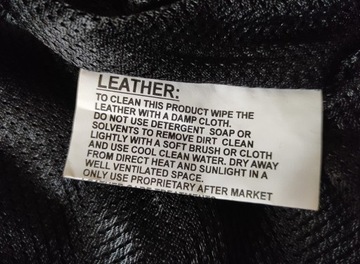 LEATHER:
TO CLEAN THIS PRODUCT WIPE THE
LEATHER WITH A DAMP CLOTH.
DO NOT USE DETERGENT SOAP OR
SOLVENTS TO REMOVE DIRT CLEAN
LIGHTLY WITH A SOFT BRUSH OR CLOTH
AND USE COOL CLEAN WATER. DRY AWAY
FROM DIRECT HEAT AND SUNLIGHT IN A
WELL VENTILATED SPACE.
ONLY USE PROPRIETARY AFTER MARKET